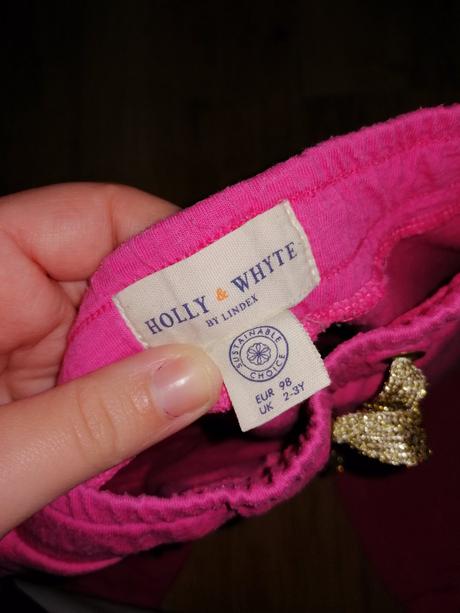 HOLLY & WHYTE
BY LINDEX
SUSTAINABLE
CHOICE
EUR 98
UK 2-3Y